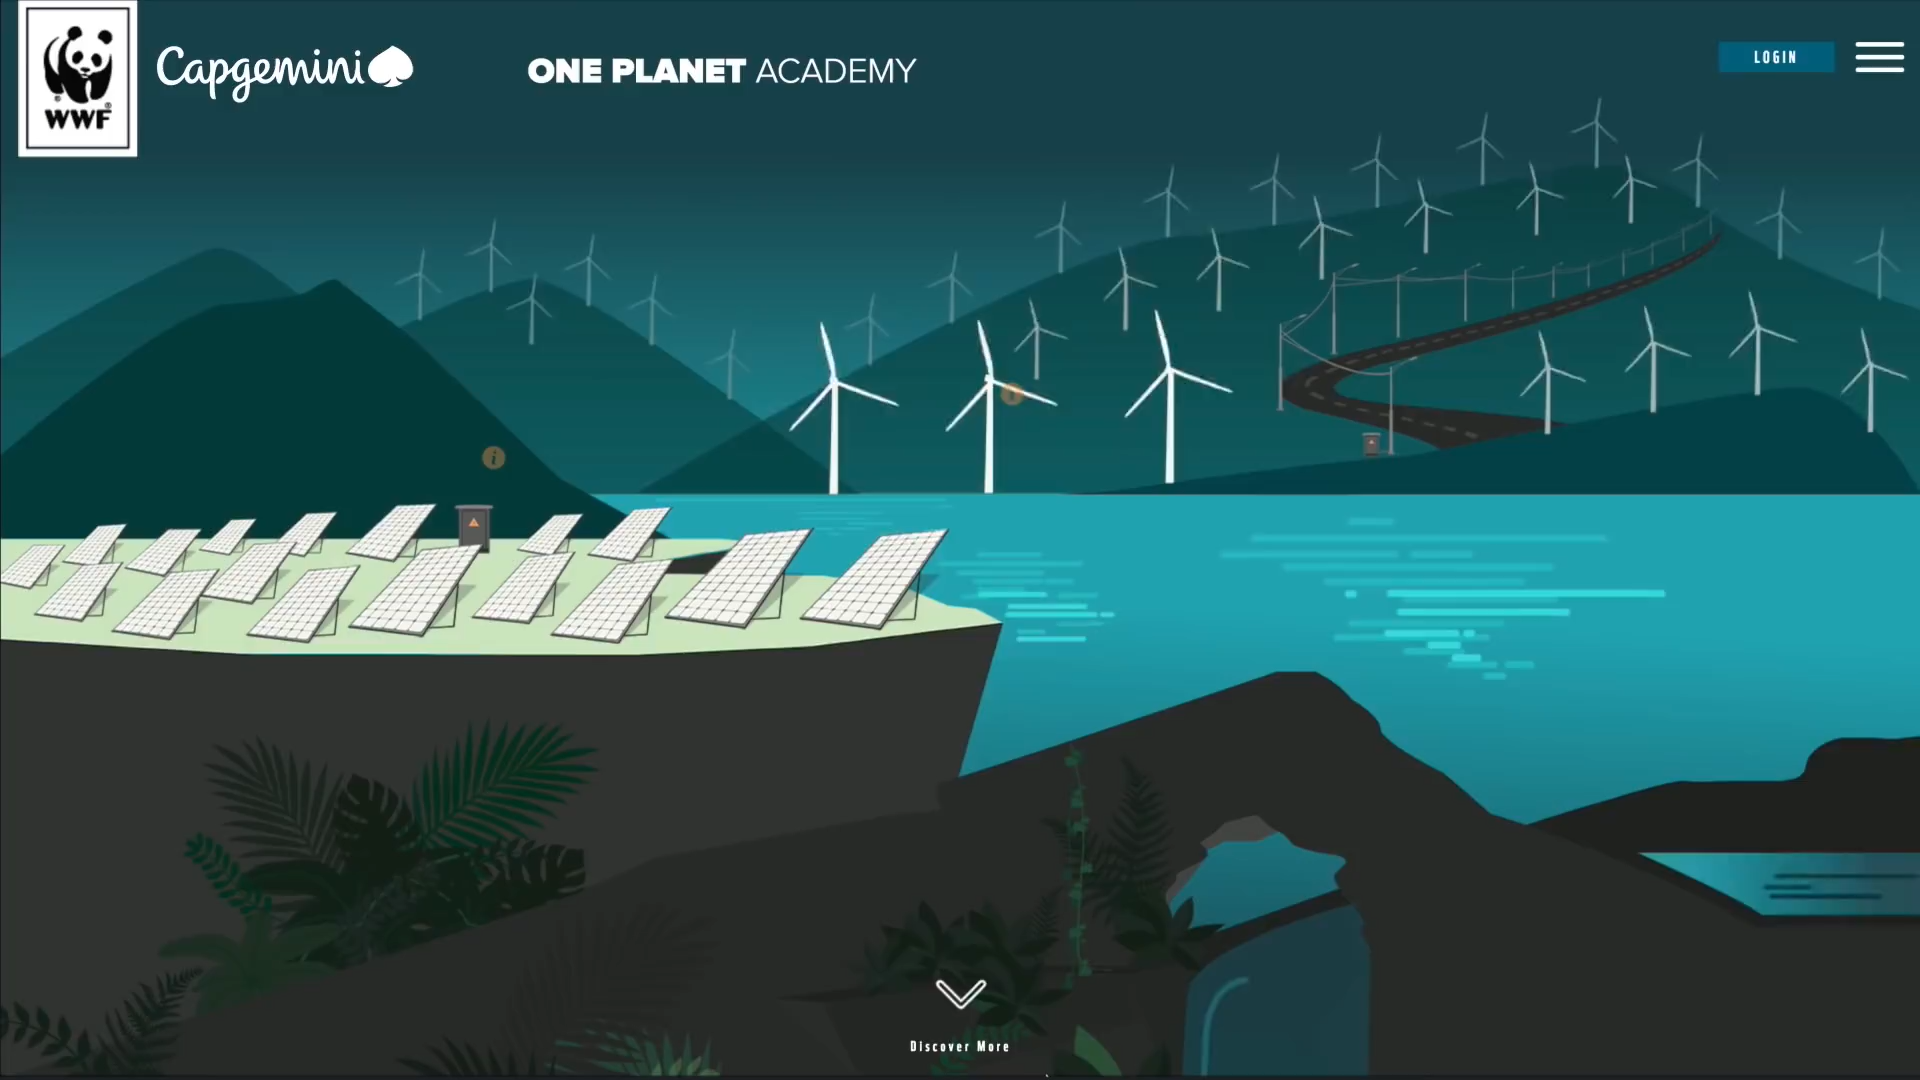 WWF
Capgemini
ONE PLANET ACADEMY
LOGIN
i
i
Discover More